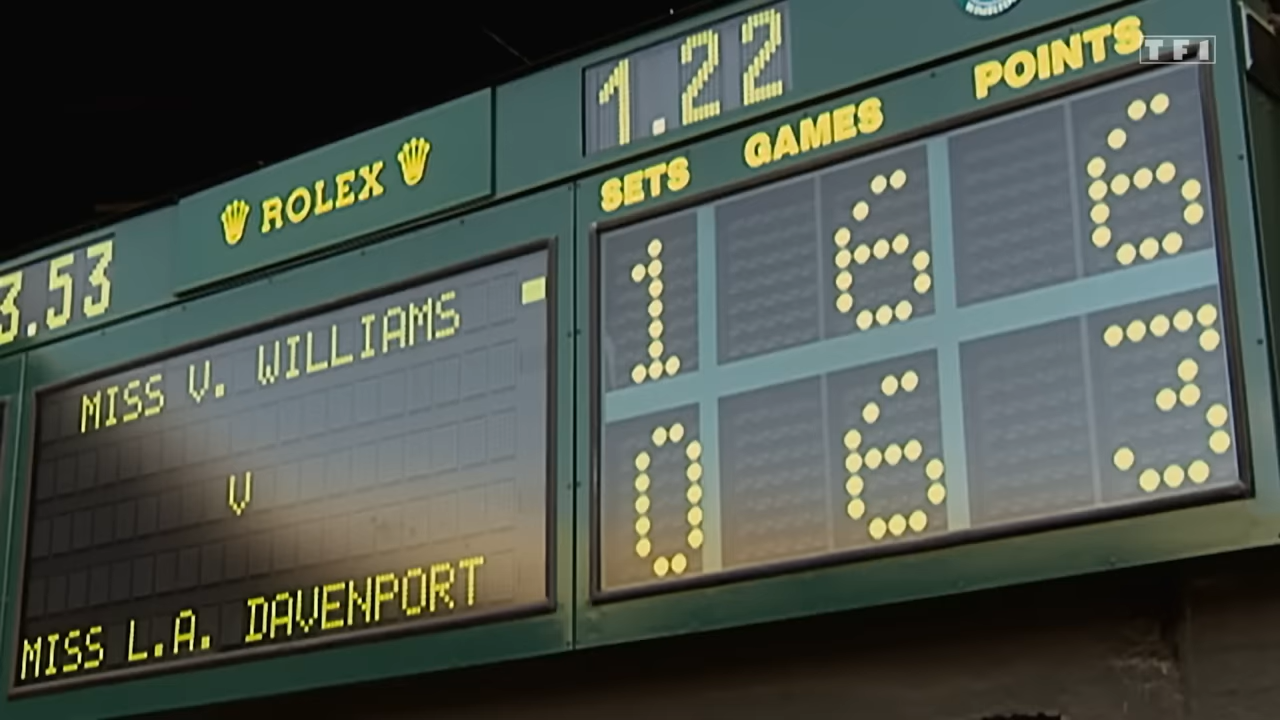 1.22
TF1
ROLEX
SETS GAMES POINTS
3.53
MISS V. WILLIAMS
1 6 6
V
MISS L.A. DAVENPORT
0 6 3